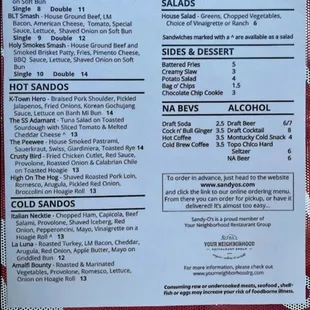 on Soft Bun
Single 8 Double 11
BLT Smash - House Ground Beef, LM
Bacon, American Cheese, Tomato, Special
Sauce, Lettuce, Shaved Onion on Soft
Bun
Single 9 Double 12
Holy Smokes Smash - House Ground Beef and
Smoked Brisket Patty, Fries, Pimento Cheese,
BBQ Sauce, Lettuce, Shaved Onion on
Soft Bun
Single 10 Double 14
HOT SANDOS
K-Town Hero - Braised Pork Shoulder, Pickled
Jalapenos, Fried Onions, Korean Gochujang
Sauce, Lettuce on Banh Mi Bun 14
The SS Adamant - Tuna Salad on Toasted
Sourdough with Sliced Tomato & Melted
Cheddar Cheese ^ 13
The Peewee - Smoked House Pastrami,
Sauerkraut, Swiss, Giardiniera, Toasted Rye 14
Crusty Bird - Fried Chicken Cutlet, Red Sauce,
Provolone, Roasted Onion & Calabrian Chile
on Toasted Hoagie 13
High On The Hog - Shaved Roasted Pork Loin,
Romesco, Arugula, Pickled Red Onion,
Broccolini on Hoagie Roll 13
COLD SANDOS
Italian Necktie - Chopped Ham, Capicola, Beef
Salami, Provolone, Shaved Iceberg, Red
Onion, Pepperoncini, Mayo, Vinaigrette on a
Hoagie Roll ^ 13
La Luna - Roasted Turkey, LM Bacon, Cheddar,
Arugula, Red Onion, Apple Butter, Mayo on
Griddled Bun 12
Amalfi Bounty - Roasted & Marinated
Vegetables, Provolone, Romesco, Lettuce,
Onion on Hoagie Roll 13
SALADS
House Salad - Greens, Chopped Vegetables,
Choice of Vinaigrette or Ranch 6
Sandwiches marked with ^ are available as a salad
SIDES & DESSERT
Battered Fries 5
Creamy Slaw 3
Potato Salad 4
Bag o' Chips 1.5
Chocolate Chip Cookie 3
NA BEVS
Draft Soda 2.5
Cock n' Bull Ginger 3.5
Hot Coffee 3.5
Cold Brew Coffee 3.5
ALCOHOL
Draft Beer 6/7
Draft Cocktail 8
Monthly Cold Snack 4
Topo Chico Hard
Seltzer 6
NA Beer 6
To order in advance, just head to the website
www.sandyos.com
and click the link to our online ordering menu.
From there you can order for pickup, or have it
delivered! It's almost too easy...
Sandy-O's is a proud member of
Your Neighborhood Restaurant Group
YOUR NEIGHBORHOOD
RESTAURANT GROUP
For more information, please check out
www.yourneighborhoodrg.com
Consuming raw or undercooked meats, seafood, shell-
fish or eggs may increase your risk of foodborne illness.